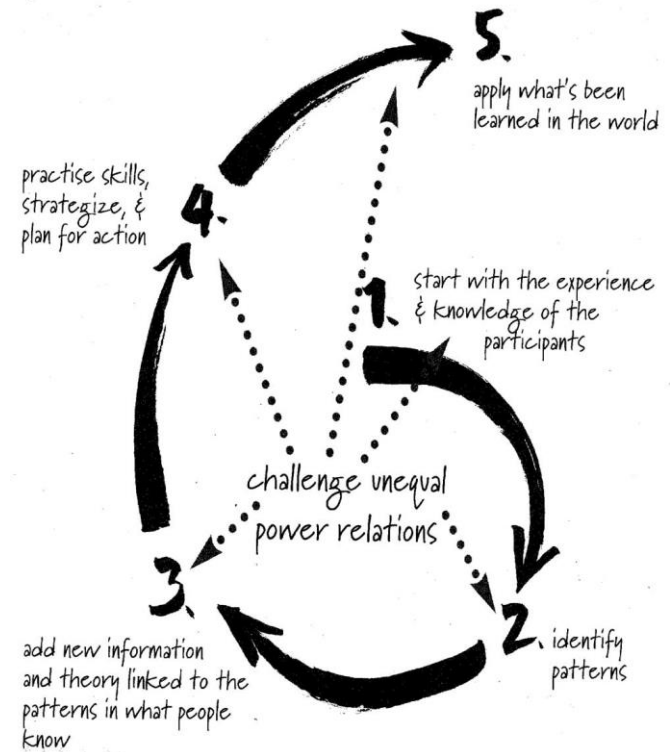 5.
apply what's been
learned in the world
practise skills,
strategize, &
plan for action
4.
1.
start with the experience
& knowledge of the
participants
challenge unequal
power relations
3.
add new information
and theory linked to the
patterns in what people
know
2.
identify
patterns